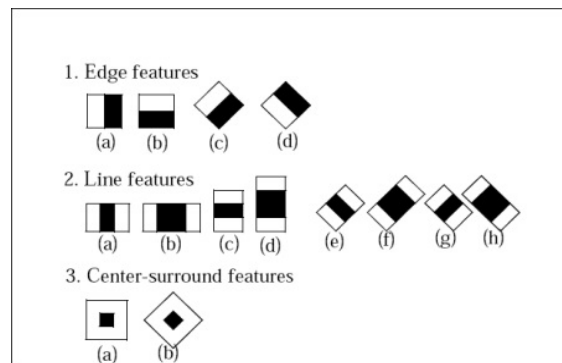 1. Edge features
(a) (b) (c) (d)
2. Line features
(a) (b) (c) (d) (e) (f) (g) (h)
3. Center-surround features
(a) (b)